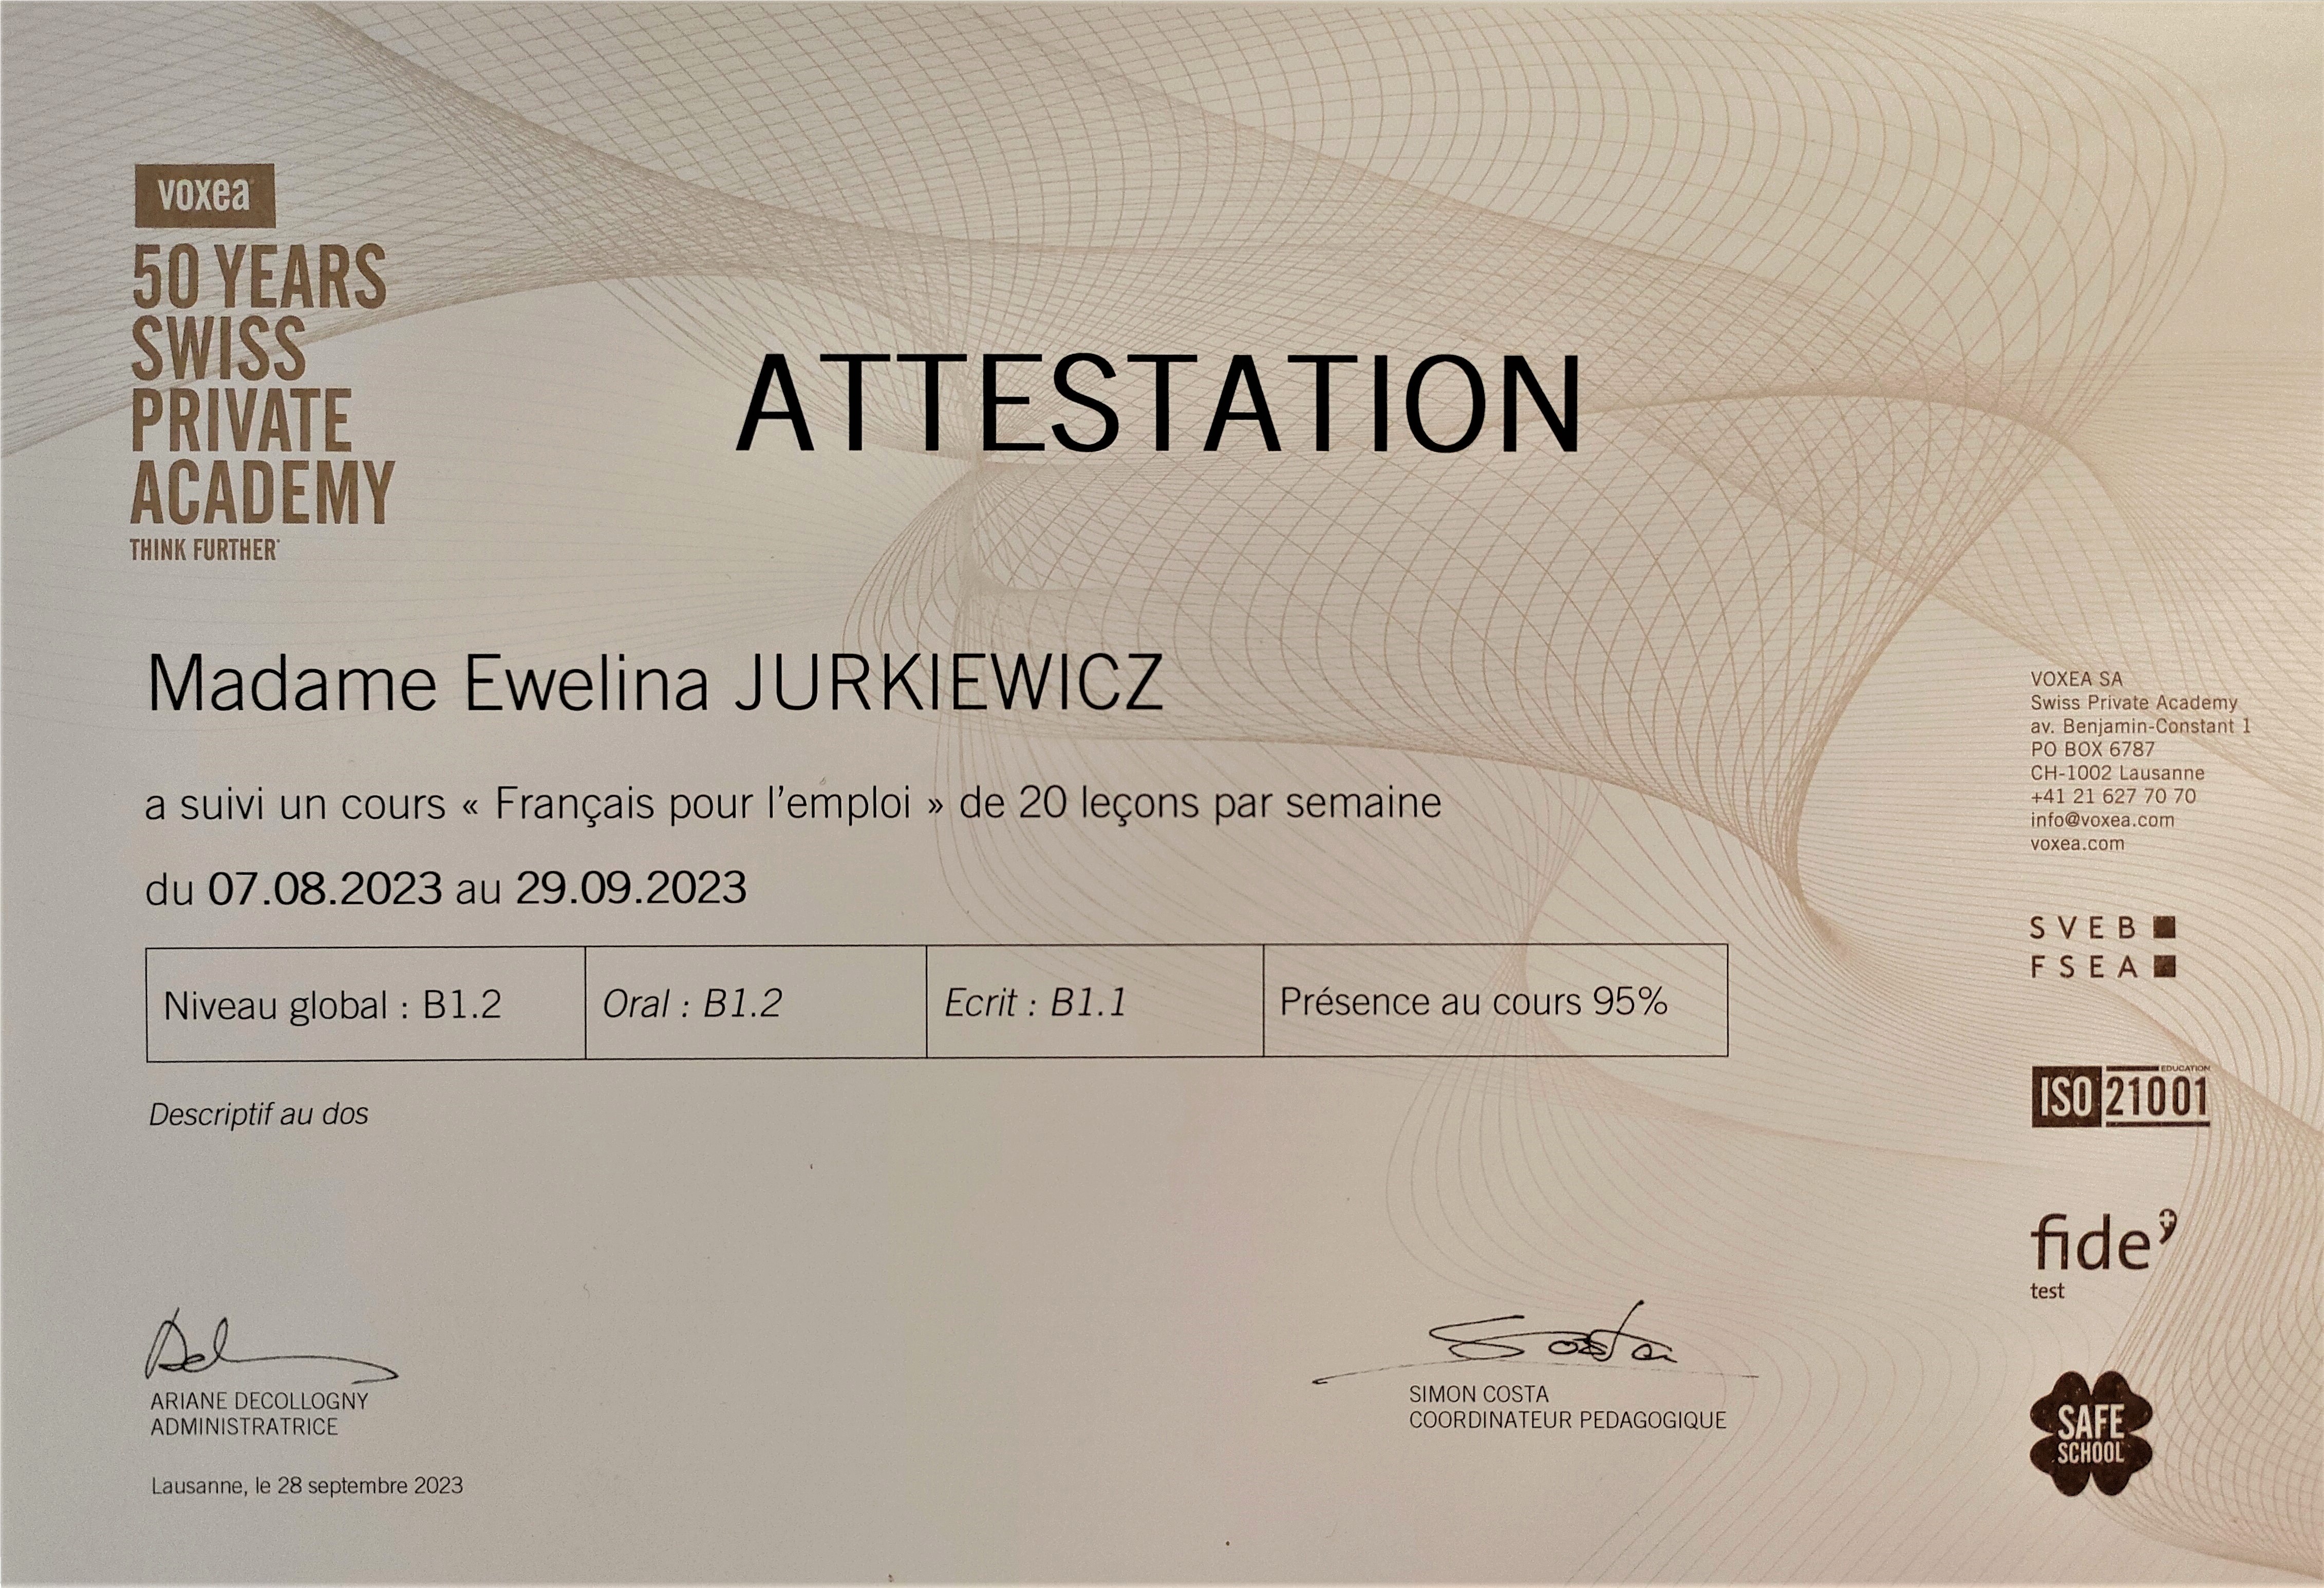 voxea
50 YEARS
SWISS
PRIVATE
ACADEMY
THINK FURTHER
ATTESTATION
Madame Ewelina JURKIEWICZ
a suivi un cours « Français pour l'emploi » de 20 leçons par semaine
du 07.08.2023 au 29.09.2023
Niveau global : B1.2 Oral : B1.2 Ecrit : B1.1 Présence au cours 95%
Descriptif au dos
ARIANE DECOLLOGNY
ADMINISTRATRICE
Lausanne, le 28 septembre 2023
Costa
SIMON COSTA
COORDINATEUR PEDAGOGIQUE
VOXEA SA
Swiss Private Academy
av. Benjamin-Constant 1
PO BOX 6787
CH-1002 Lausanne
+41 21 627 70 70
info@voxea.com
voxea.com
SVEB
FSEA
EDUCATION
ISO 21001
fide
test
SAFE
SCHOOL